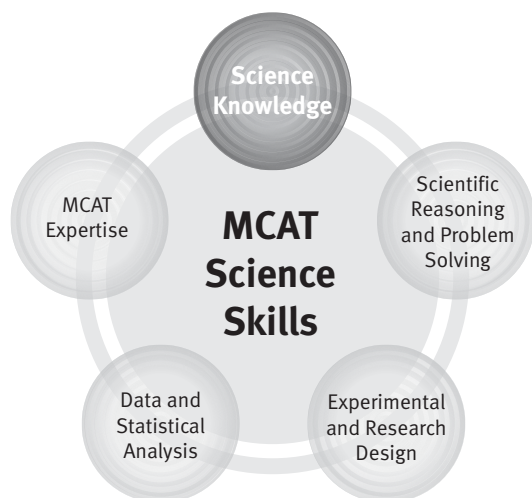 Science
Knowledge
MCAT
Expertise
Scientific
Reasoning
and Problem
Solving
MCAT
Science
Skills
Data and
Statistical
Analysis
Experimental
and Research
Design